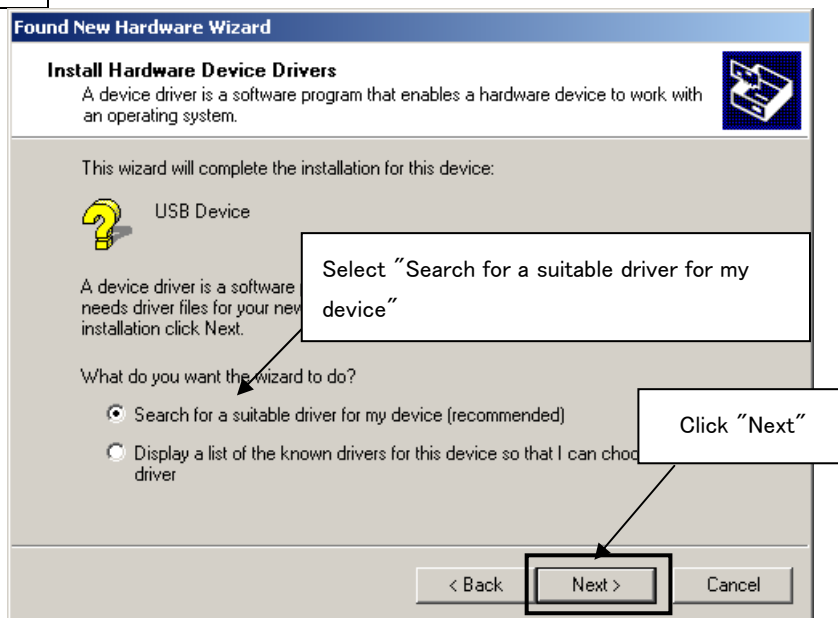 Found New Hardware Wizard
Install Hardware Device Drivers
A device driver is a software program that enables a hardware device to work with
an operating system.
This wizard will complete the installation for this device:
USB Device
Select "Search for a suitable driver for my
device"
A device driver is a software
needs driver files for your new
installation click Next.
What do you want the wizard to do?
Search for a suitable driver for my device (recommended)
Click "Next"
Display a list of the known drivers for this device so that I can
driver
< Back
Next >
Cancel